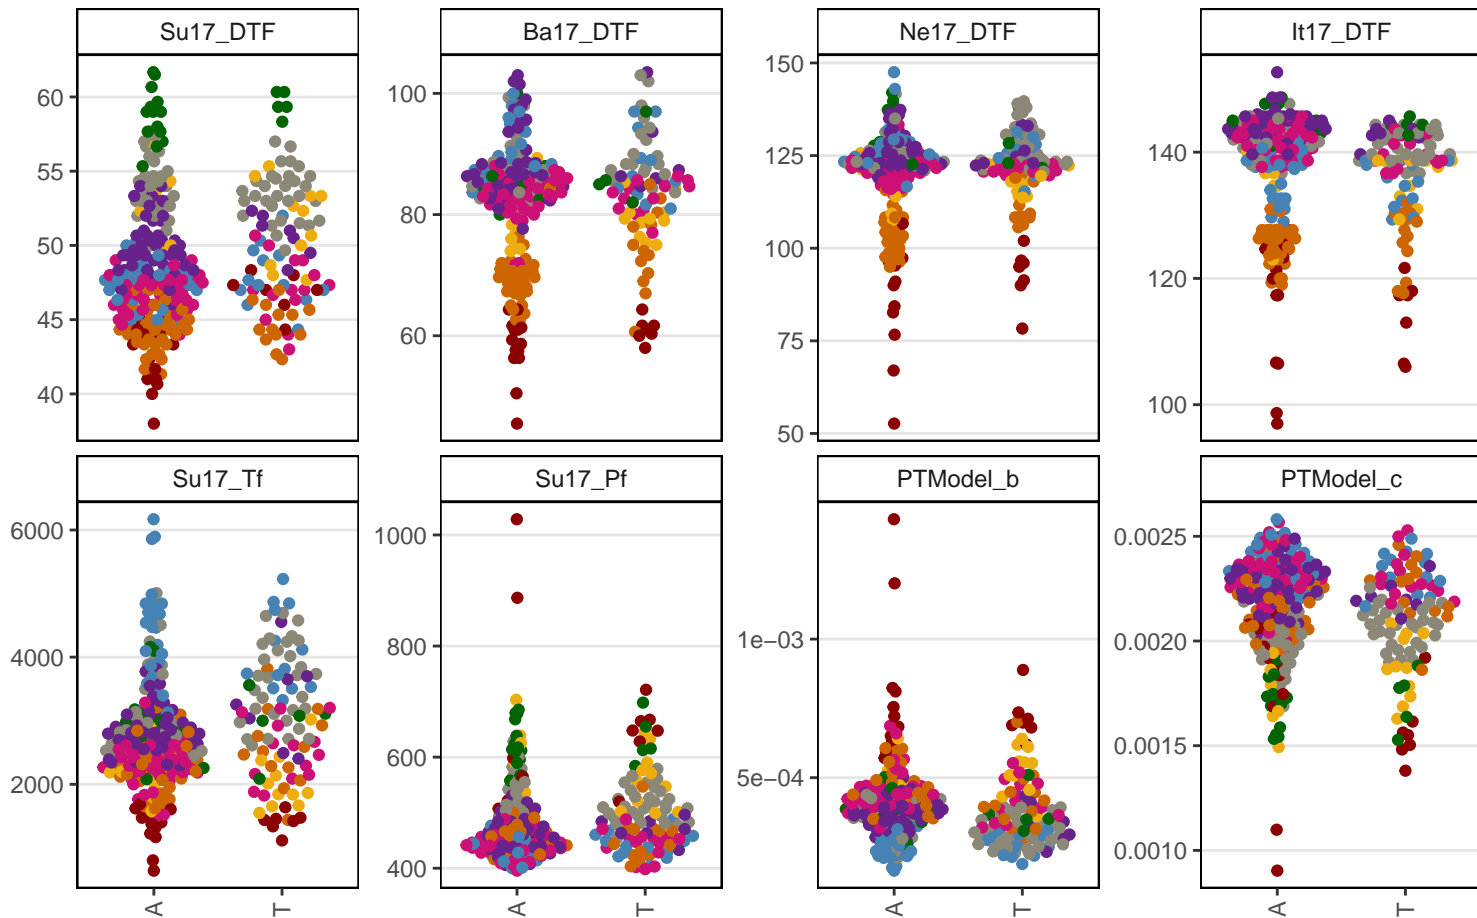 Su17_DTF
Ba17_DTF
Ne17_DTF
It17_DTF
60
55
50
45
40
100
80
60
150
125
100
75
50
140
120
100
Su17_Tf
Su17_Pf
PTModel_b
PTModel_c
6000
4000
2000
1000
800
600
400
1e−03
5e−04
0.0025
0.0020
0.0015
0.0010
A
T
A
T
A
T
A
T